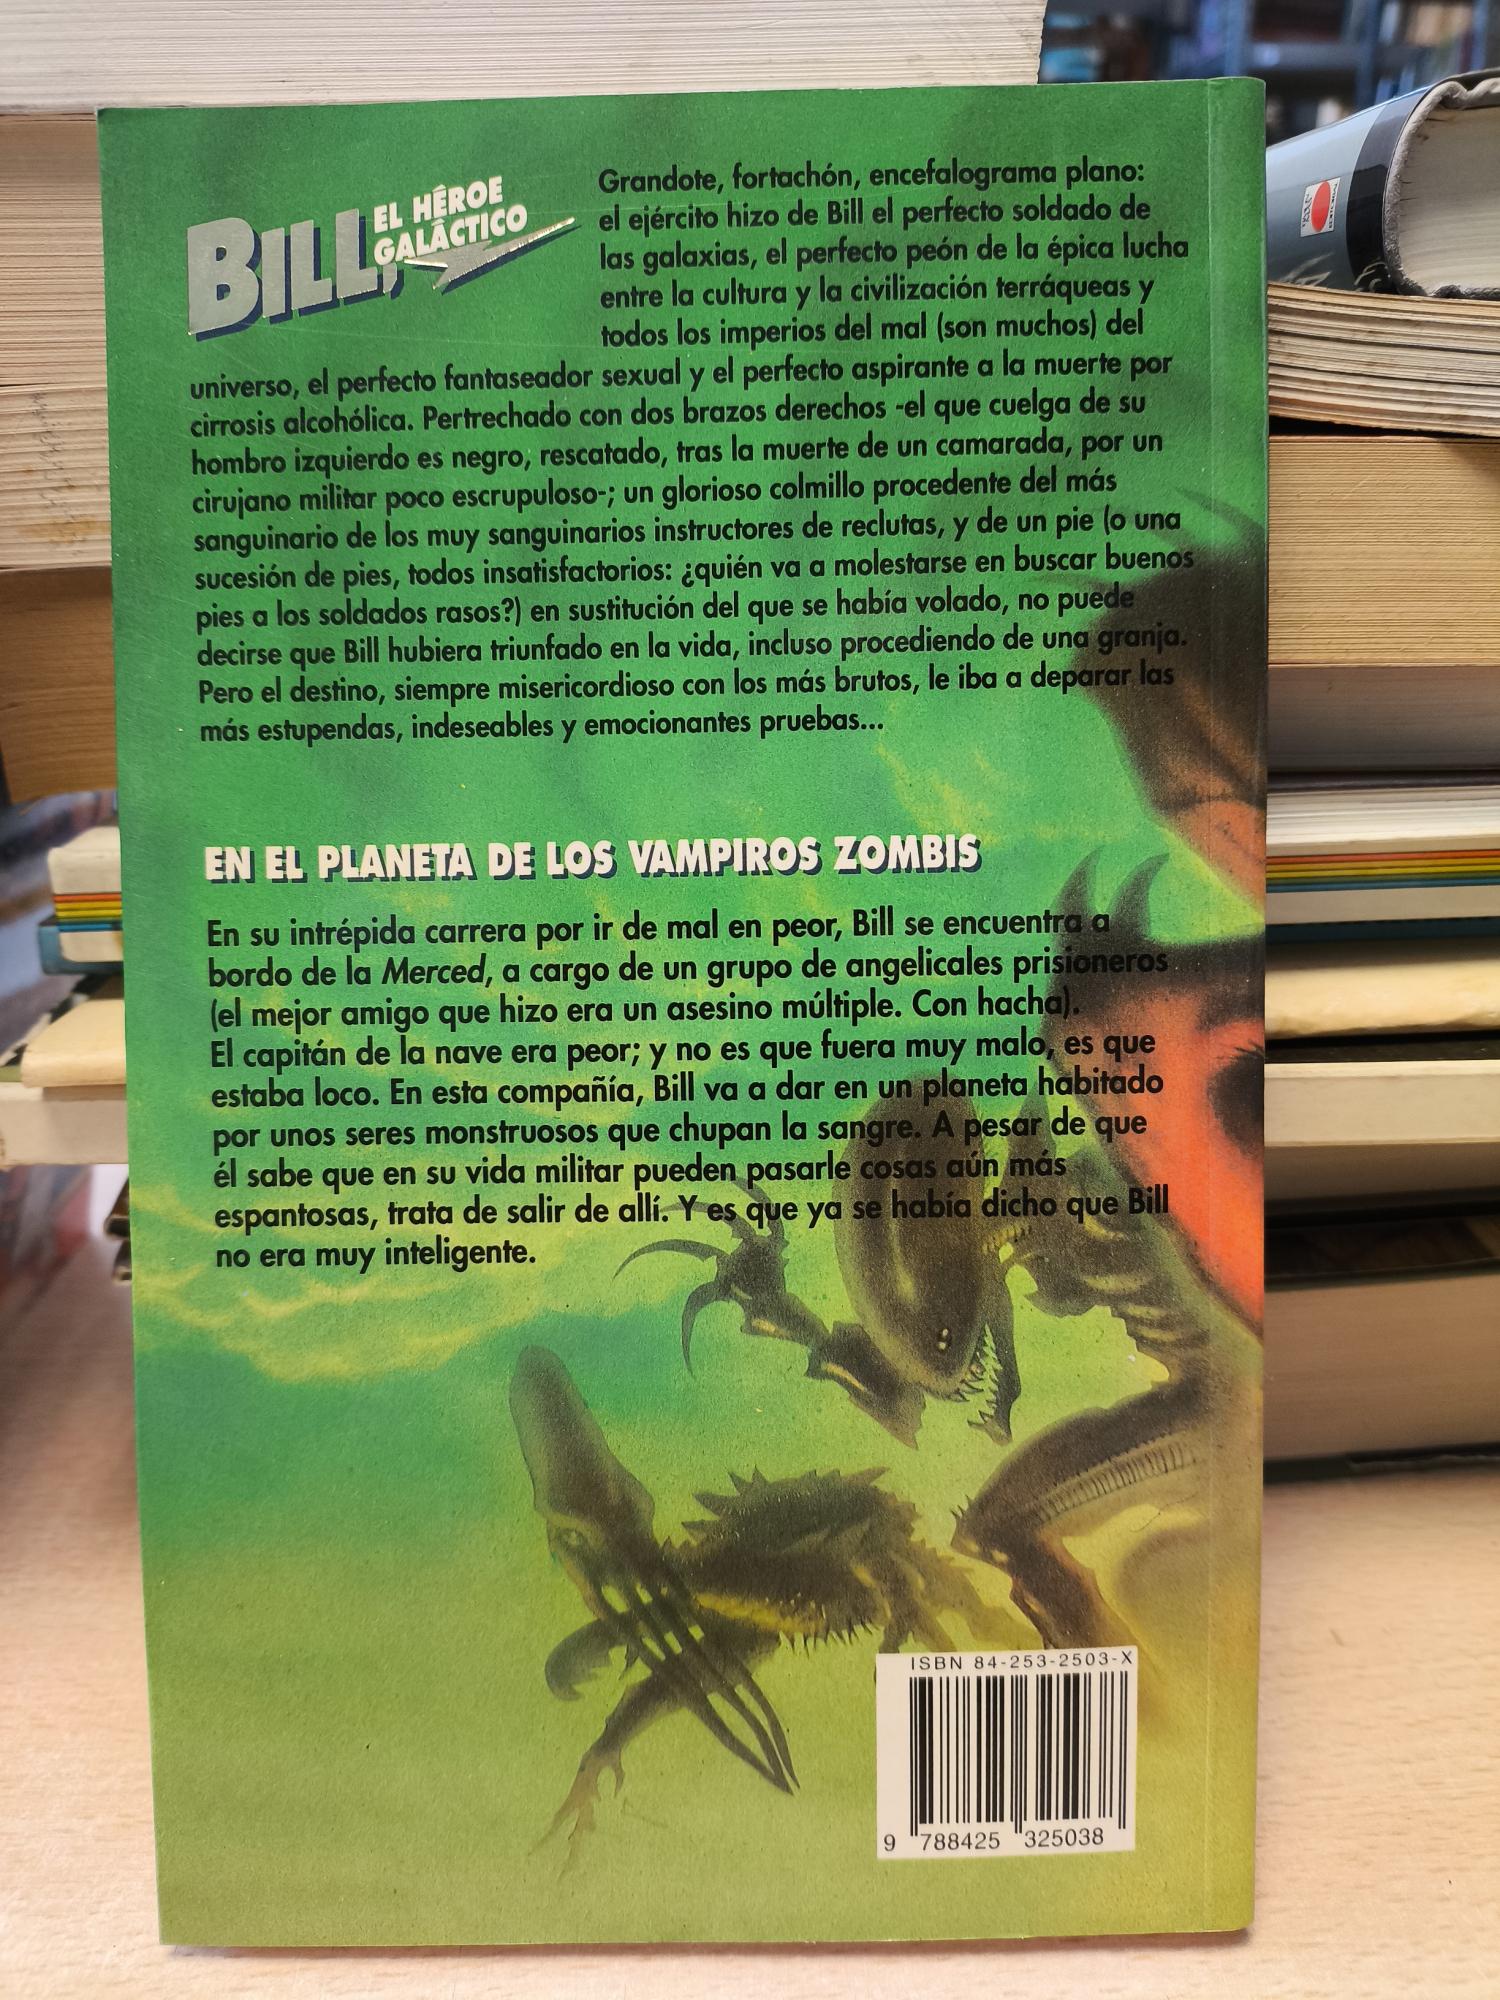 BILL,
EL HÉROE
GALÁCTICO
Grandote, fortachón, encefalograma plano:
el ejército hizo de Bill el perfecto soldado de
las galaxias, el perfecto peón de la épica lucha
entre la cultura y la civilización terráqueas y
todos los imperios del mal (son muchos) del
universo, el perfecto fantaseador sexual y el perfecto aspirante a la muerte por
cirrosis alcohólica. Pertrechado con dos brazos derechos -el que cuelga de su
hombro izquierdo es negro, rescatado, tras la muerte de un camarada, por un
cirujano militar poco escrupuloso-; un glorioso colmillo procedente del más
sanguinario de los muy sanguinarios instructores de reclutas, y de un pie (o una
sucesión de pies, todos insatisfactorios: ¿quién va a molestarse en buscar buenos
pies a los soldados rasos?) en sustitución del que se había volado, no puede
decirse que Bill hubiera triunfado en la vida, incluso procediendo de una granja.
Pero el destino, siempre misericordioso con los más brutos, le iba a deparar las
más estupendas, indeseables y emocionantes pruebas...
EN EL PLANETA DE LOS VAMPIROS ZOMBIS
En su intrépida carrera por ir de mal en peor, Bill se encuentra a
bordo de la Merced, a cargo de un grupo de angelicales prisioneros
(el mejor amigo que hizo era un asesino múltiple. Con hacha).
El capitán de la nave era peor; y no es que fuera muy malo, es que
estaba loco. En esta compañía, Bill va a dar en un planeta habitado
por unos seres monstruosos que chupan la sangre. A pesar de que
él sabe que en su vida militar pueden pasarle cosas aún más
espantosas, trata de salir de allí. Y es que ya se había dicho que Bill
no era muy inteligente.
ISBN 84-253-2503-X
9 788425 325038